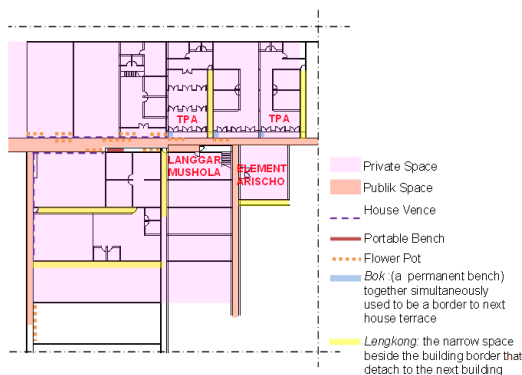 TPA
TPA
LANGGAR
MUSHOLA
ELEMENT
ARISCHO
Private Space
Publik Space
House Vence
Portable Bench
Flower Pot
Bok :(a permanent bench)
together simultaneously
used to be a border to next
house terrace
Lengkong: the narrow space
beside the building border that
detach to the next building